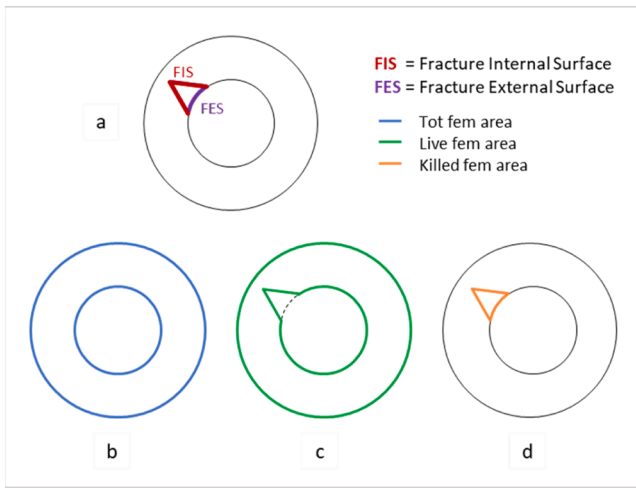 FIS
FES
a
FIS = Fracture Internal Surface
FES = Fracture External Surface
Tot fem area
Live fem area
Killed fem area
b
c
d